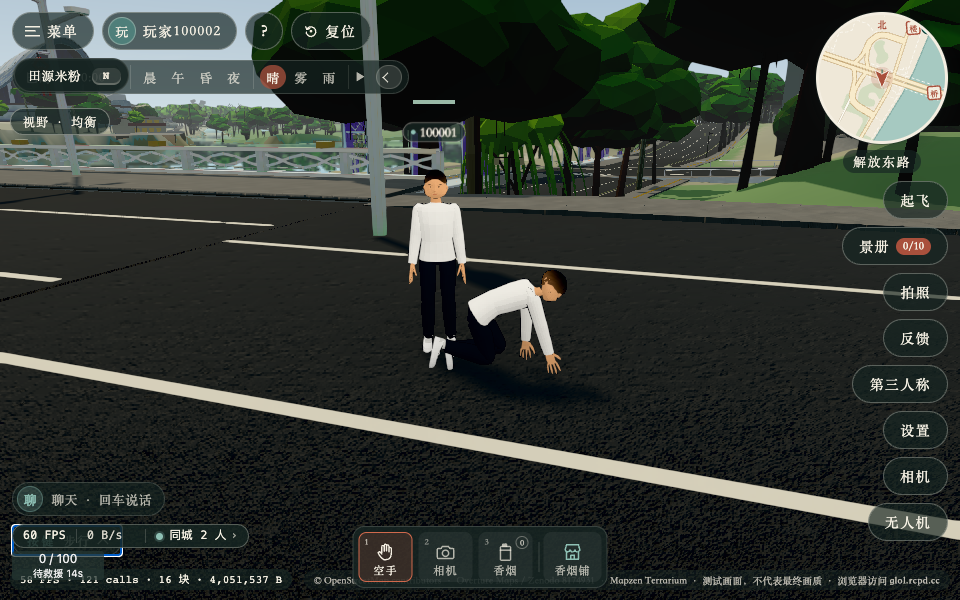 菜单
玩 玩家100002
?
复位
北
楼
桥
田源米粉 N
晨 午 昏 夜 晴 雾 雨
视野 · 均衡
100001
解放东路
起飞
景册 0/10
拍照
反馈
第三人称
设置
相机
无人机
聊 聊天 · 回车说话
60 FPS 0 B/s
同城 2 人 ›
0 / 100
待救援 14s
121 calls · 16 块 · 4,051,537 B
1 空手
2 相机
3 0 香烟
香烟铺
Mapzen Terrarium · 测试画面，不代表最终画质 · 浏览器访问 glol.rcpd.cc